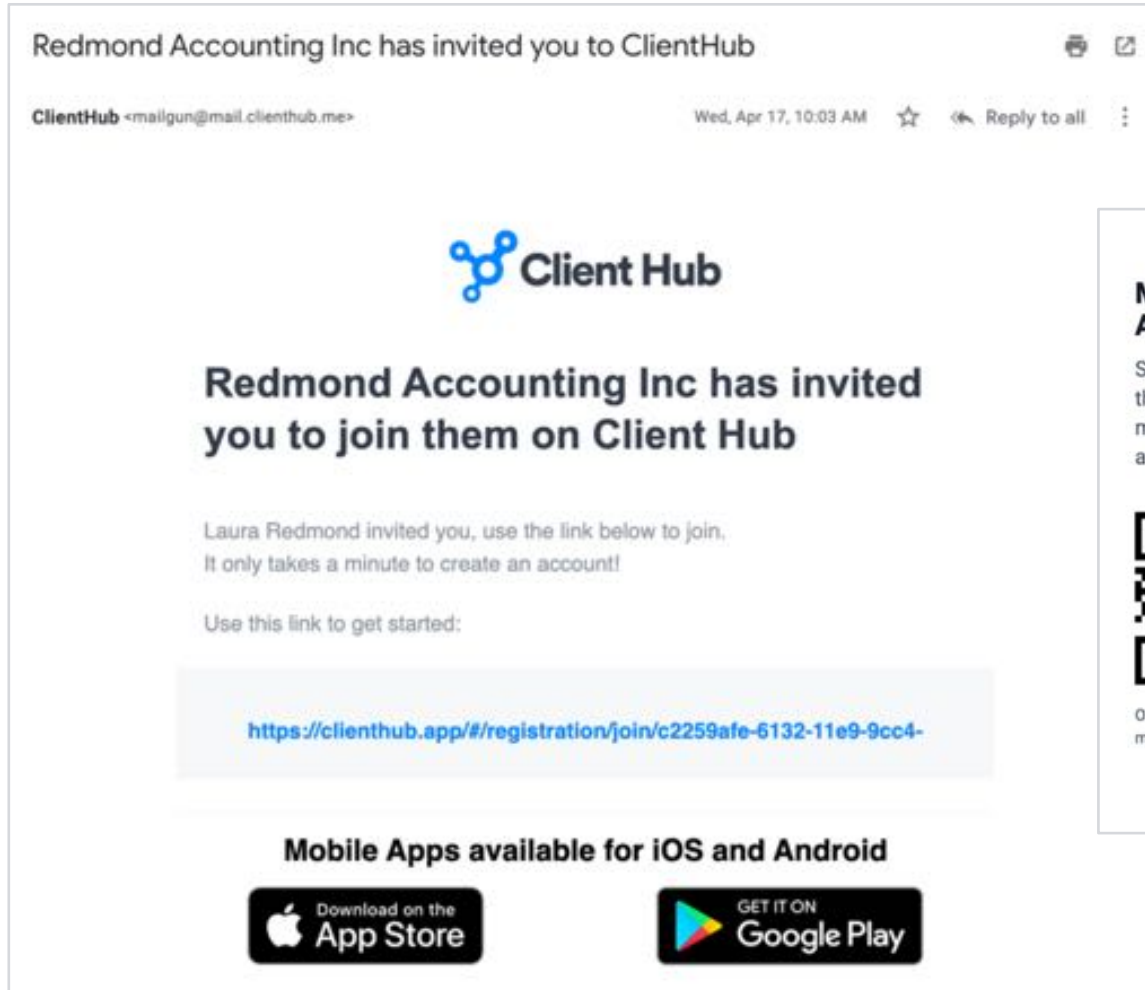 Redmond Accounting Inc has invited you to ClientHub
ClientHub <mailgun@mail.clienthub.me>
Wed, Apr 17, 10:03 AM
Reply to all
Client Hub
Redmond Accounting Inc has invited
you to join them on Client Hub
Laura Redmond invited you, use the link below to join.
It only takes a minute to create an account!
Use this link to get started:
https://clienthub.app/#/registration/join/c2259afe-6132-11e9-9cc4-
Mobile Apps available for iOS and Android
Download on the
App Store
GET IT ON
Google Play